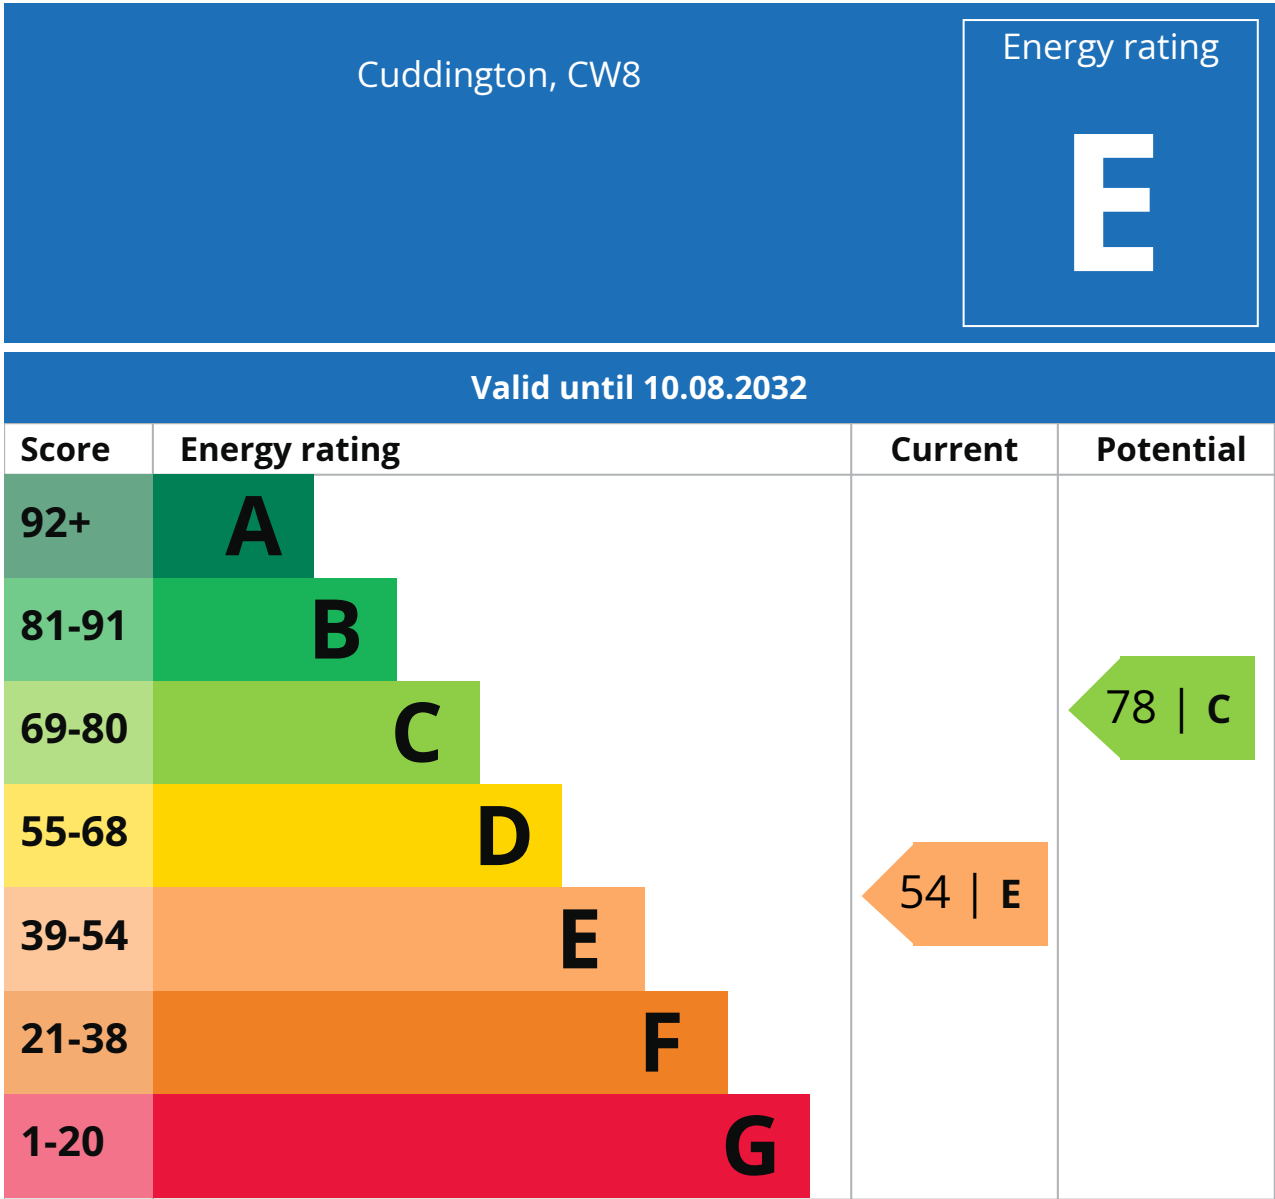 Cuddington, CW8
Energy rating
E
Valid until 10.08.2032
Score Energy rating Current Potential
92+ A
81-91 B
69-80 C
78 | C
55-68 D
39-54 E
54 | E
21-38 F
1-20 G